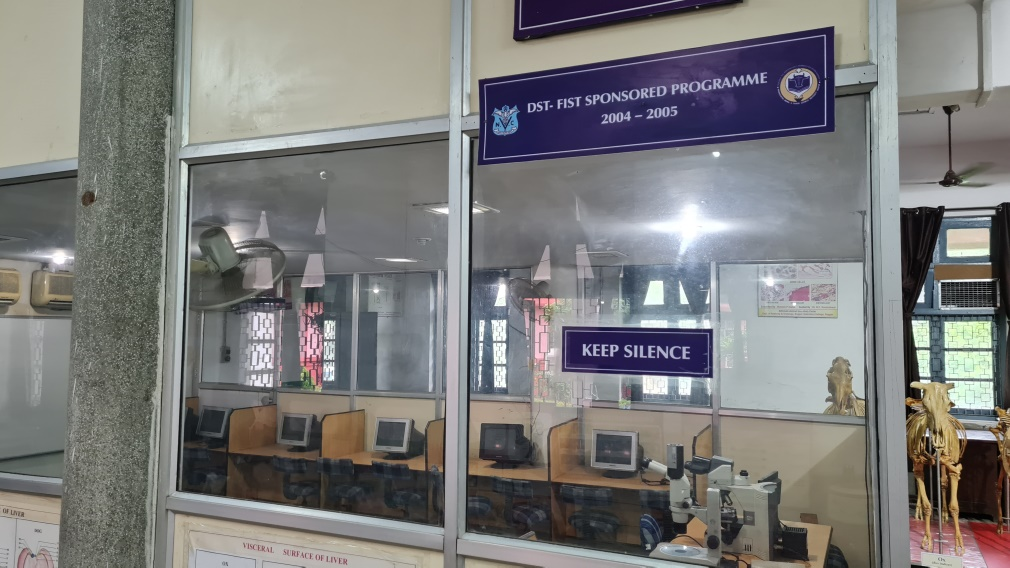 DST- FIST SPONSORED PROGRAMME
2004 – 2005
KEEP SILENCE
OF LIVER
VISCERAL SURFACE OF LIVER